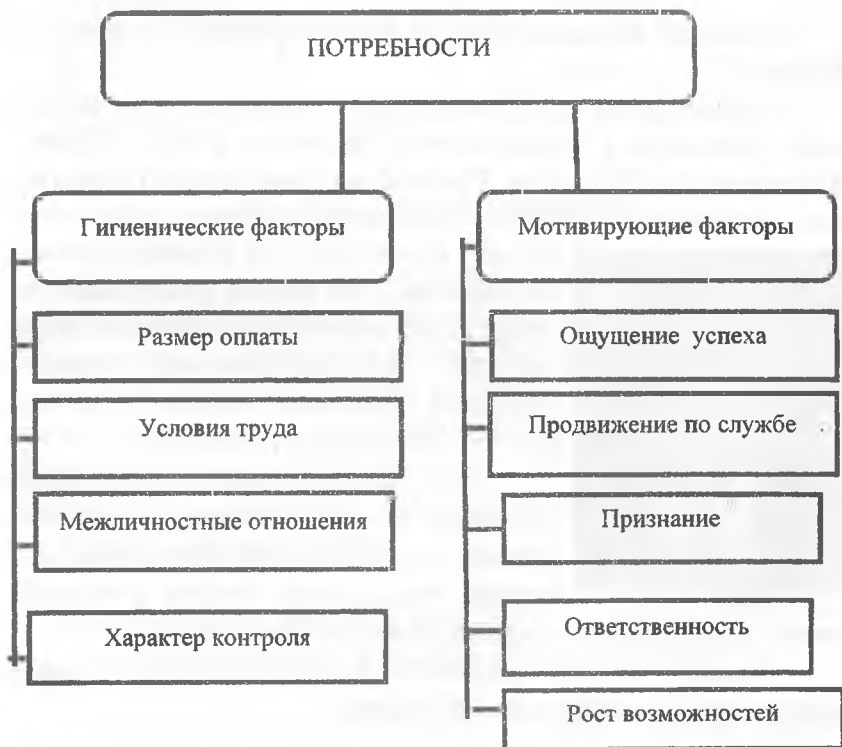 ПОТРЕБНОСТИ
Гигиенические факторы
Размер оплаты
Условия труда
Межличностные отношения
Характер контроля
Мотивирующие факторы
Ощущение успеха
Продвижение по службе
Признание
Ответственность
Рост возможностей